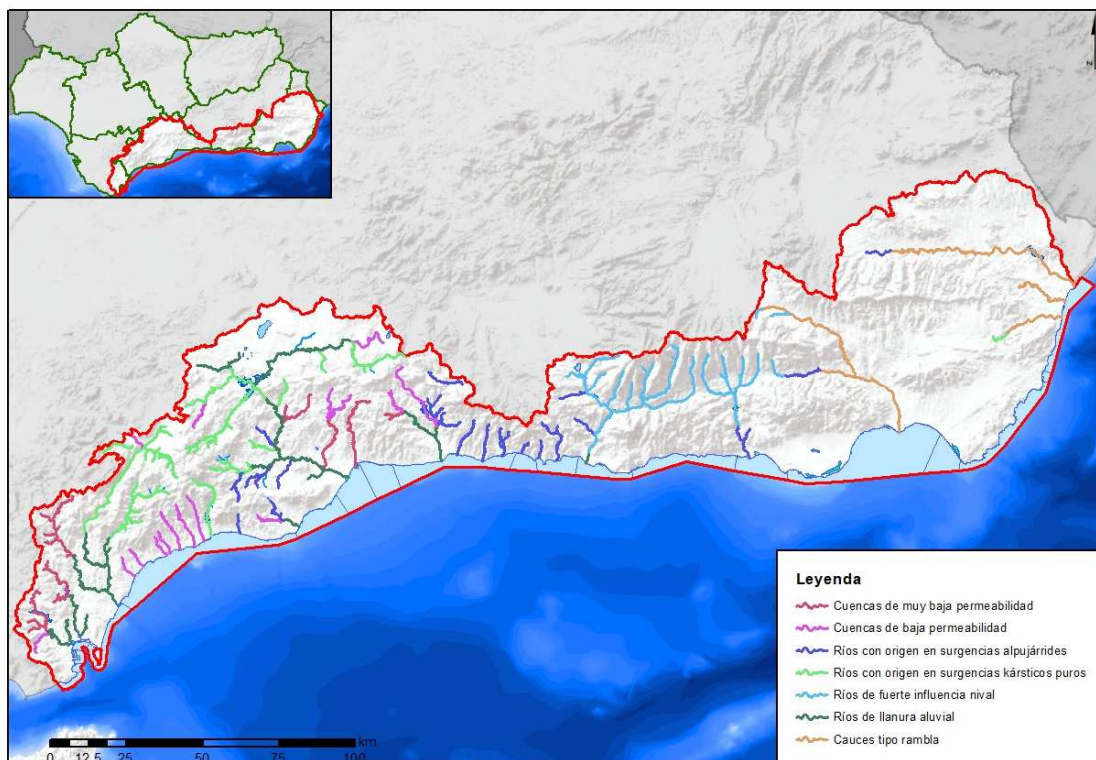 N
Leyenda
Cuencas de muy baja permeabilidad
Cuencas de baja permeabilidad
Ríos con origen en surgencias alpujárrides
Ríos con origen en surgencias kársticos puros
Ríos de fuerte influencia nival
Ríos de llanura aluvial
Cauces tipo rambla
km
0 12,5 25 50 100